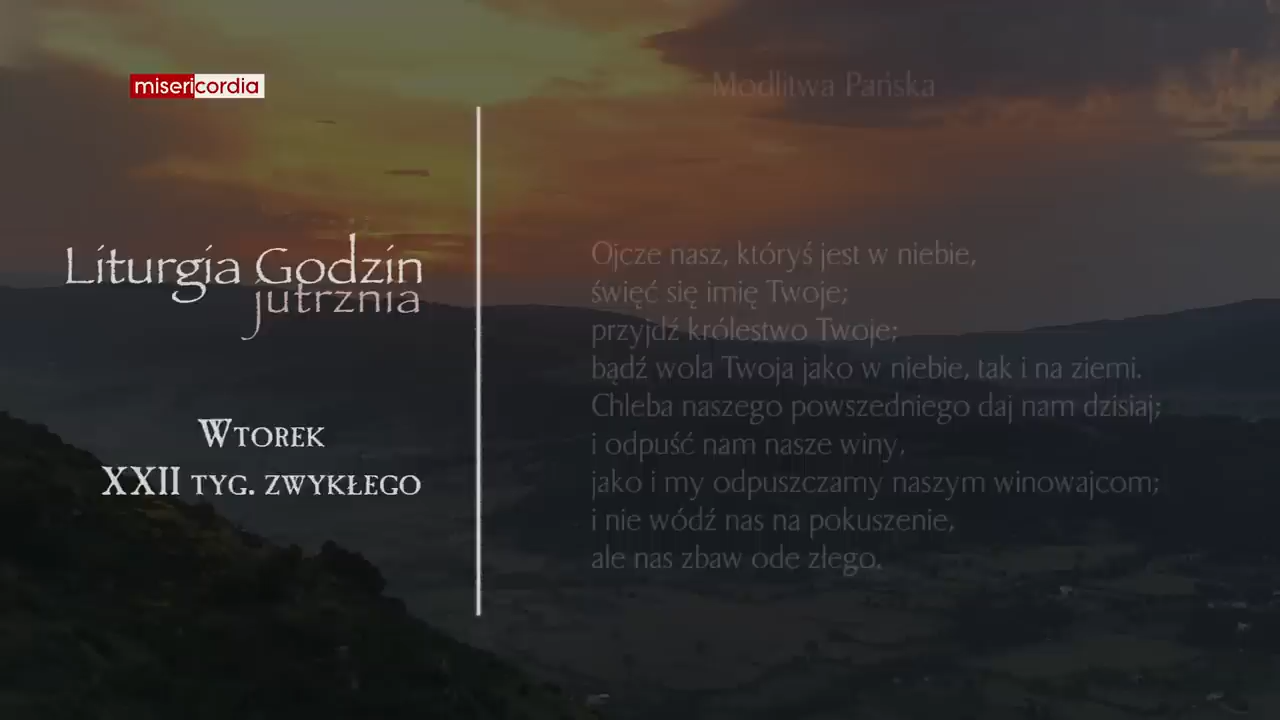 misericordia
Liturgia Godzin
jutrznia
Wtorek
XXII tyg. zwykłego
Modlitwa Pańska
Ojcze nasz, któryś jest w niebie,
święć się imię Twoje;
przyjdź królestwo Twoje;
bądź wola Twoja jako w niebie, tak i na ziemi.
Chleba naszego powszedniego daj nam dzisiaj;
i odpuść nam nasze winy,
jako i my odpuszczamy naszym winowajcom;
i nie wódź nas na pokuszenie,
ale nas zbaw ode złego.